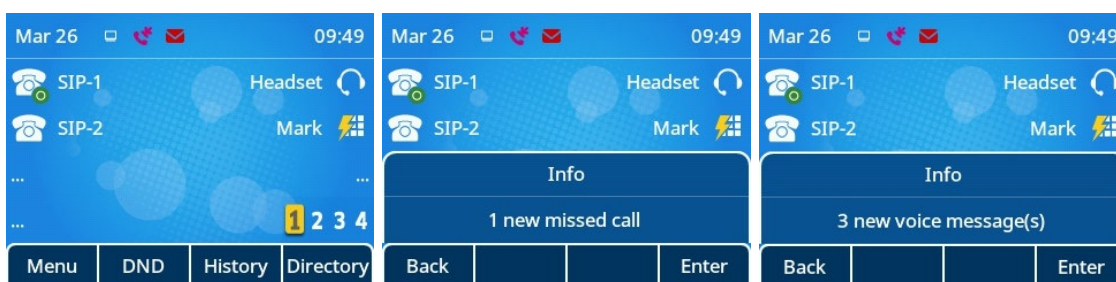 Mar 26 09:49
SIP-1 Headset
SIP-2 Mark
... ...
... 1 2 3 4
Menu DND History Directory
Mar 26 09:49
SIP-1 Headset
SIP-2 Mark
Info
1 new missed call
Back Enter
Mar 26 09:49
SIP-1 Headset
SIP-2 Mark
Info
3 new voice message(s)
Back Enter